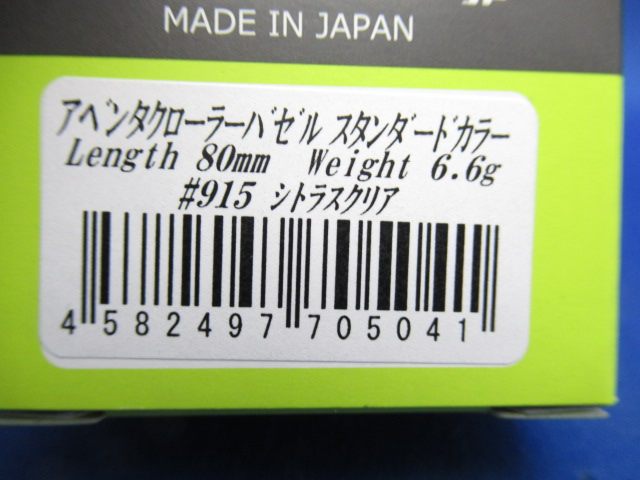 MADE IN JAPAN
アベンタクローラーバゼル スタンダードカラー
Length 80mm Weight 6.6g
#915 シトラスクリア
4 582497 705041